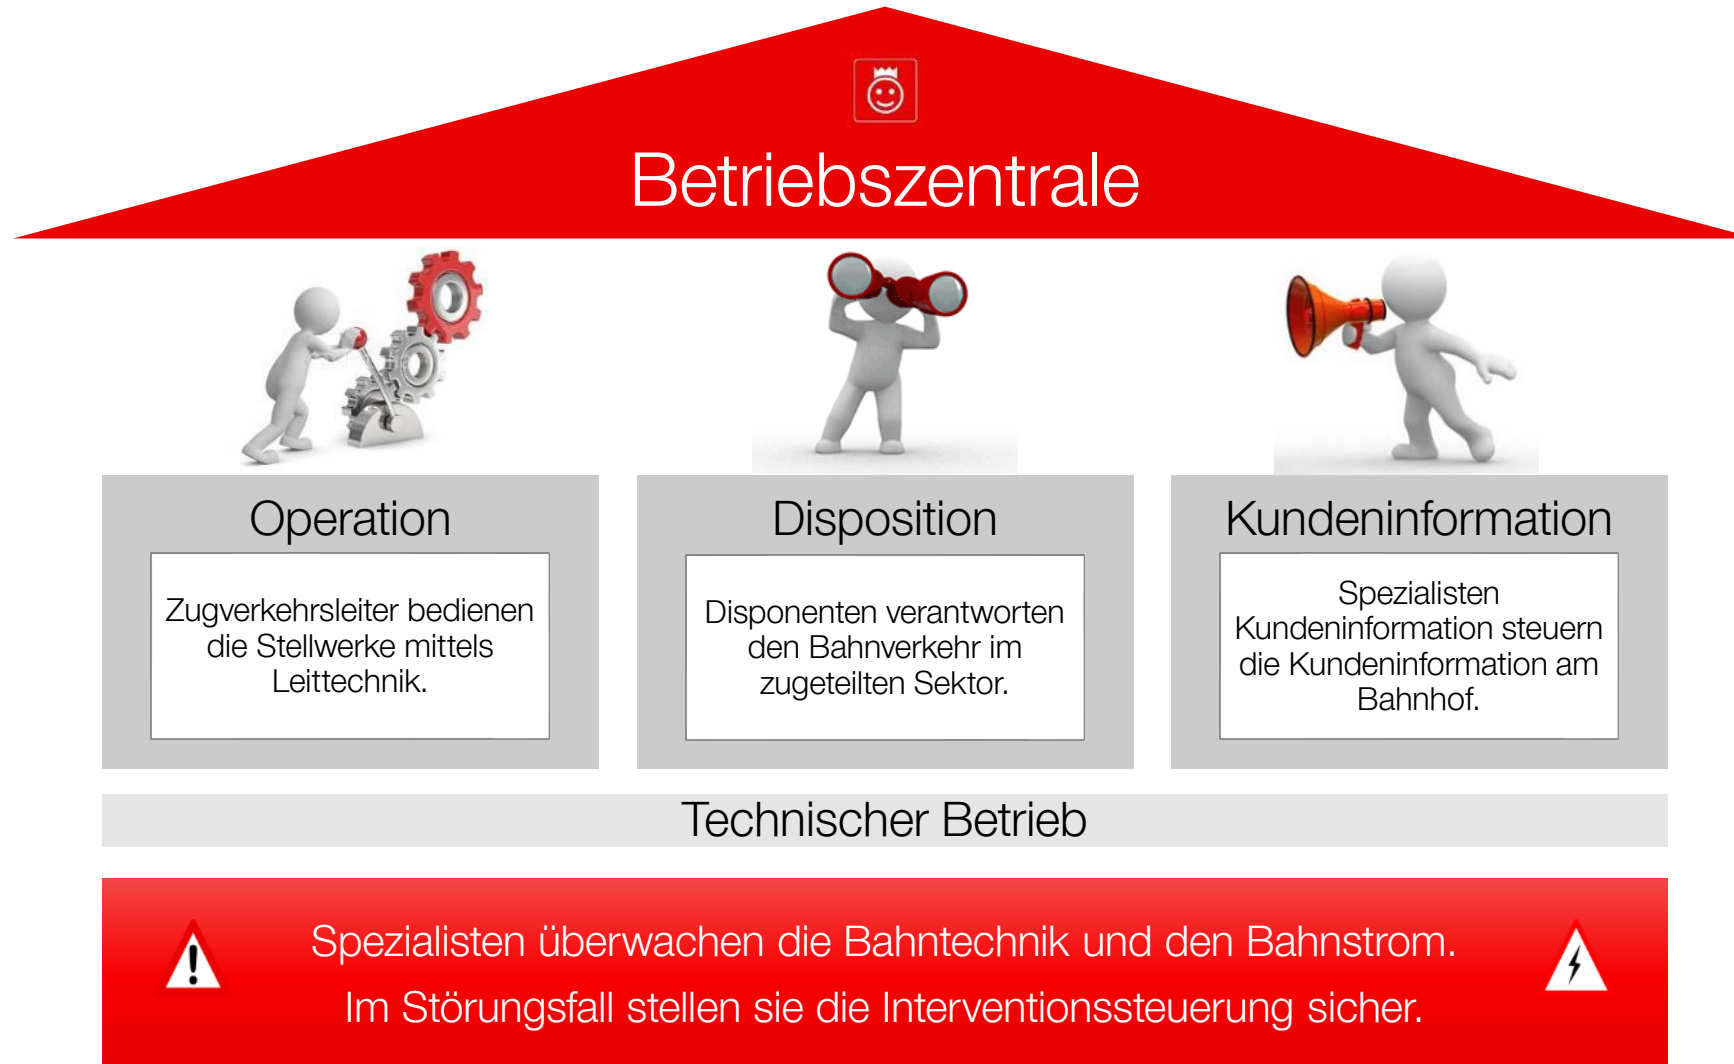 Betriebszentrale
Operation
Zugverkehrsleiter bedienen
die Stellwerke mittels
Leittechnik.
Disposition
Disponenten verantworten
den Bahnverkehr im
zugeteilten Sektor.
Kundeninformation
Spezialisten
Kundeninformation steuern
die Kundeninformation am
Bahnhof.
Technischer Betrieb
Spezialisten überwachen die Bahntechnik und den Bahnstrom.
Im Störungsfall stellen sie die Interventionssteuerung sicher.